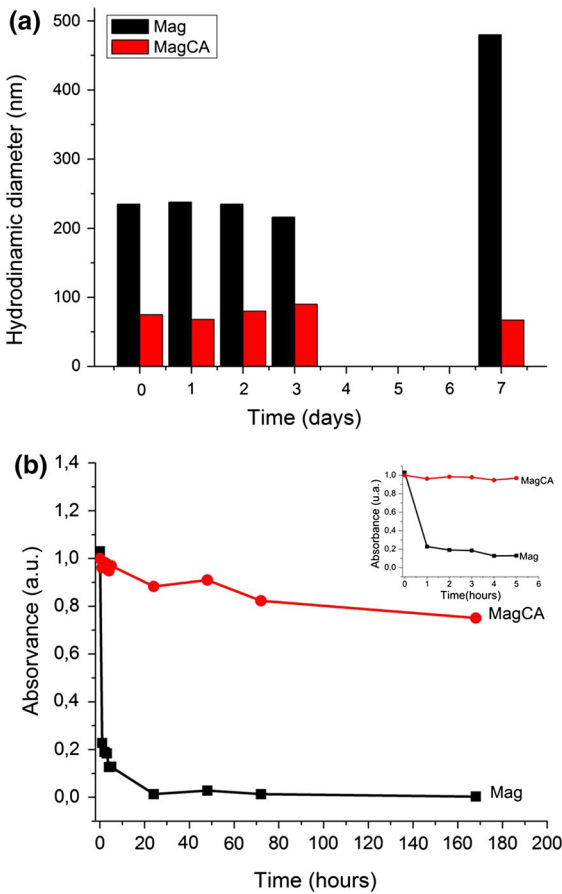 (a)
Mag
MagCA
Hydrodinamic diameter (nm)
500
400
300
200
100
0
0 1 2 3 4 5 6 7
Time (days)
(b)
Absorvance (a.u.)
1,4
1,2
1,0
0,8
0,6
0,4
0,2
0,0
MagCA
Mag
0 20 40 60 80 100 120 140 160 180 200
Time (hours)
Absorbance (u.a.)
1,0
0,8
0,6
0,4
0,2
0,0
MagCA
Mag
0 1 2 3 4 5 6
Time(hours)